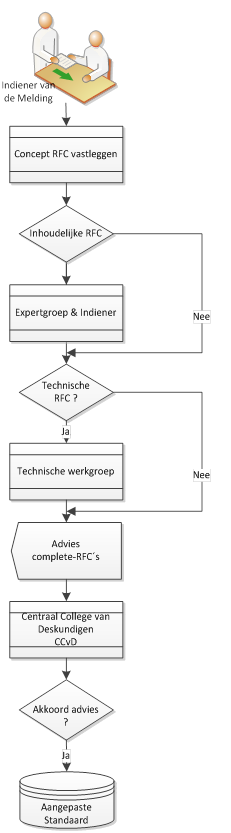 Indiener van
de Melding
Concept RFC vastleggen
Inhoudelijke RFC
Nee
Expertgroep & Indiener
Technische
RFC ?
Ja
Nee
Technische werkgroep
Advies
complete-RFC´s
Centraal College van
Deskundigen
CCvD
Akkoord advies
?
Ja
Aangepaste
Standaard